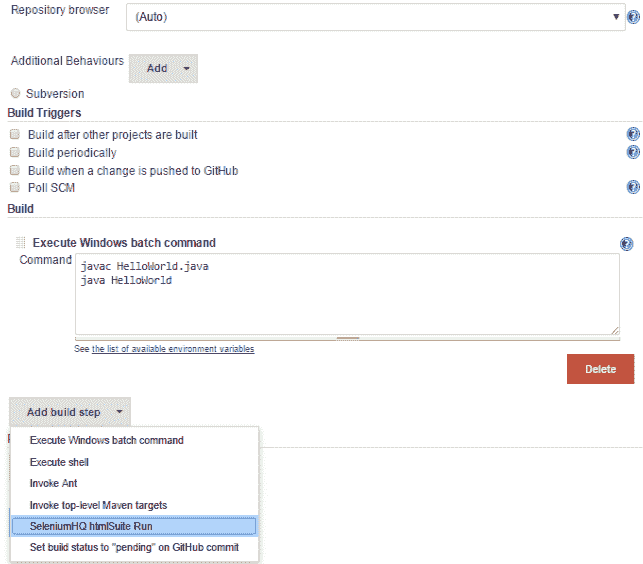 Repository browser
(Auto)
Additional Behaviours
Add
Subversion
Build Triggers
Build after other projects are built
Build periodically
Build when a change is pushed to GitHub
Poll SCM
Build
Execute Windows batch command
Command
javac HelloWorld.java
java HelloWorld
See the list of available environment variables
Delete
Add build step
Execute Windows batch command
Execute shell
Invoke Ant
Invoke top-level Maven targets
SeleniumHQ htmlSuite Run
Set build status to "pending" on GitHub commit